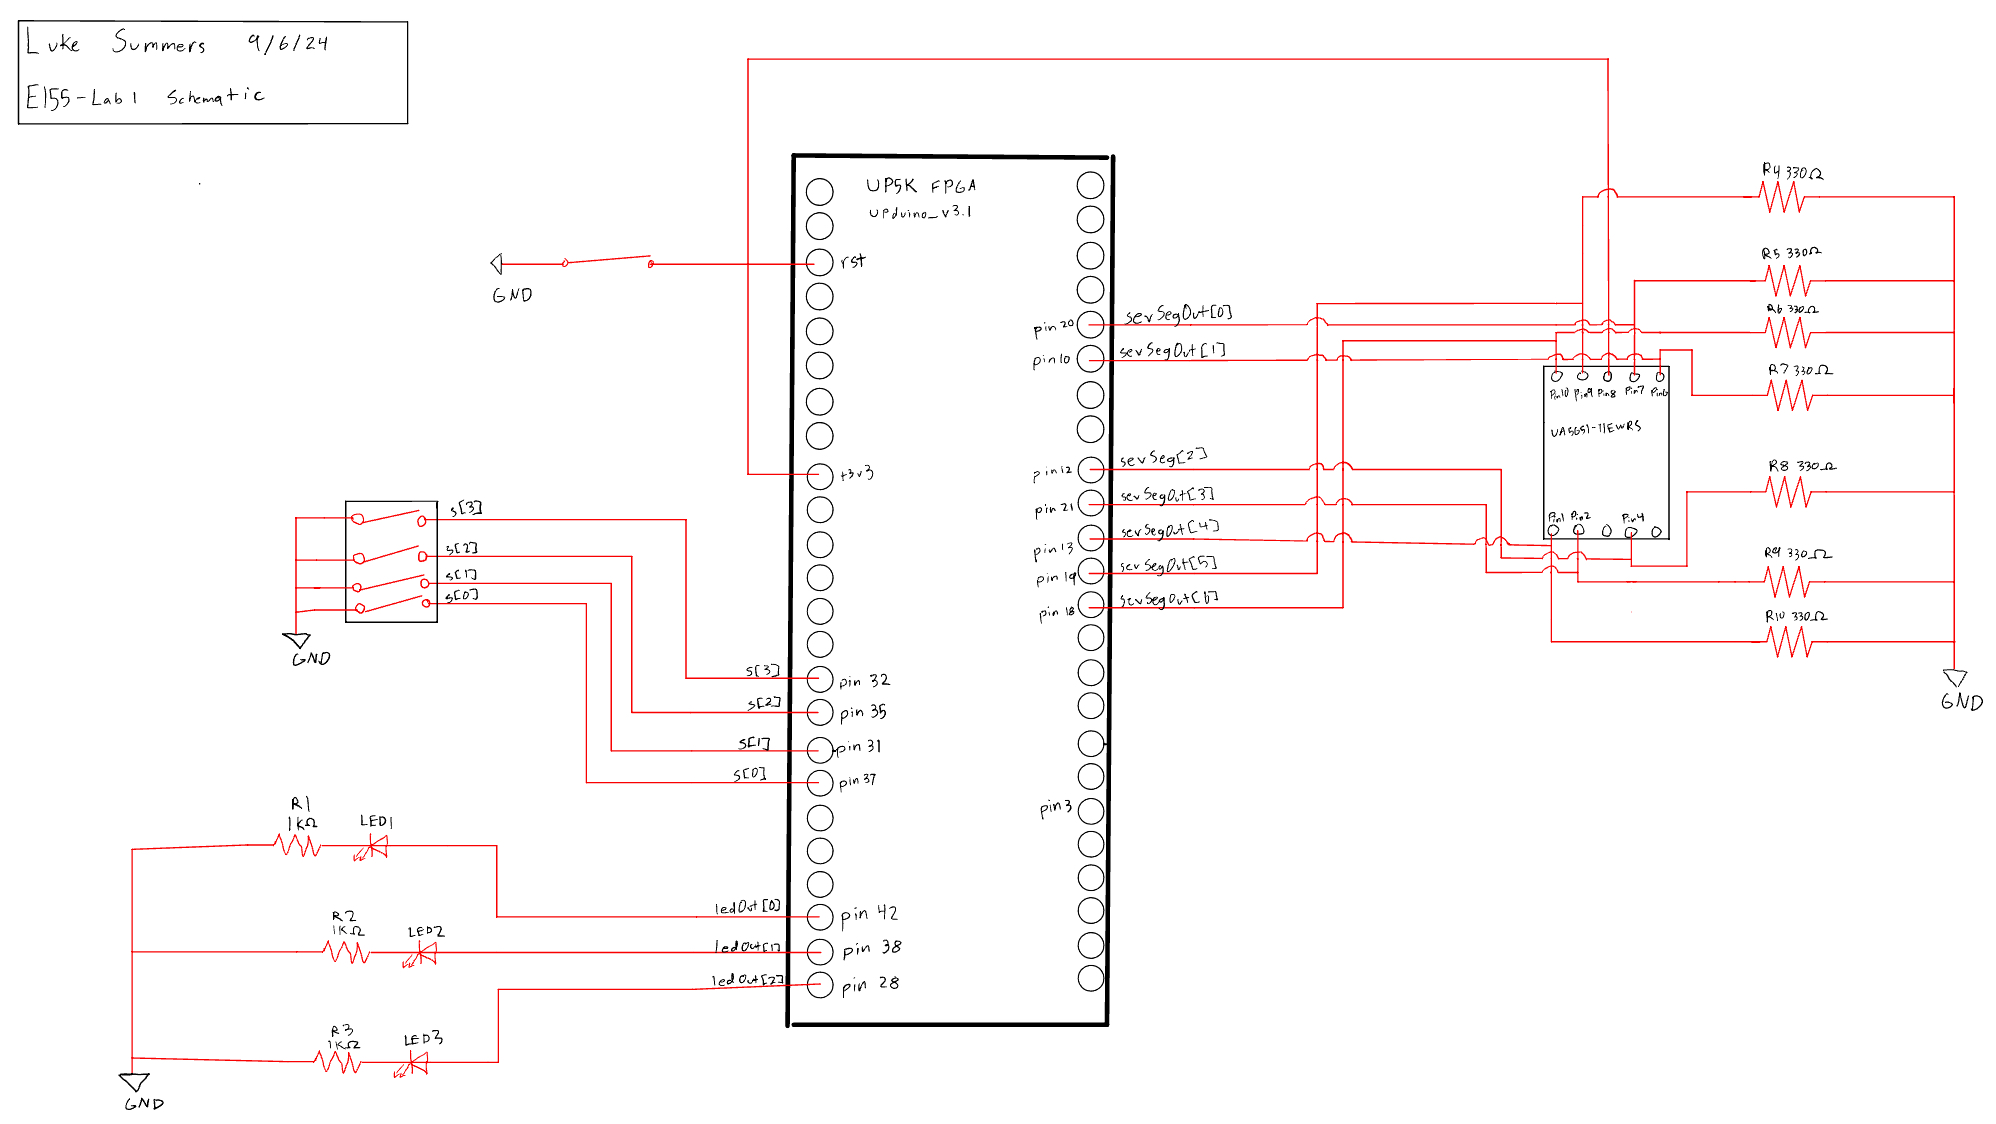 Luke Summers 9/6/24
E155-Lab 1 Schematic
UP5K FPGA
UPduino_v3.1
rst
GND
+3v3
s[3]
s[2]
s[1]
s[0]
GND
s[3]
pin 32
s[2]
pin 35
s[1]
pin 31
s[0]
pin 37
R1
1KΩ
LED1
R2
1KΩ
LED2
R3
1KΩ
LED3
GND
ledOut[0]
pin 42
ledOut[1]
pin 38
ledOut[2]
pin 28
pin 20
sevSegOut[0]
pin 10
sevSegOut[1]
pin 12
sevSeg[2]
pin 21
sevSegOut[3]
pin 13
sevSegOut[4]
pin 19
sevSegOut[5]
pin 18
sevSegOut[6]
pin 3
Pin10 Pin9 Pin8 Pin7 Pin6
UA5651-11EWRS
Pin1 Pin2 Pin4
R4 330Ω
R5 330Ω
R6 330Ω
R7 330Ω
R8 330Ω
R9 330Ω
R10 330Ω
GND